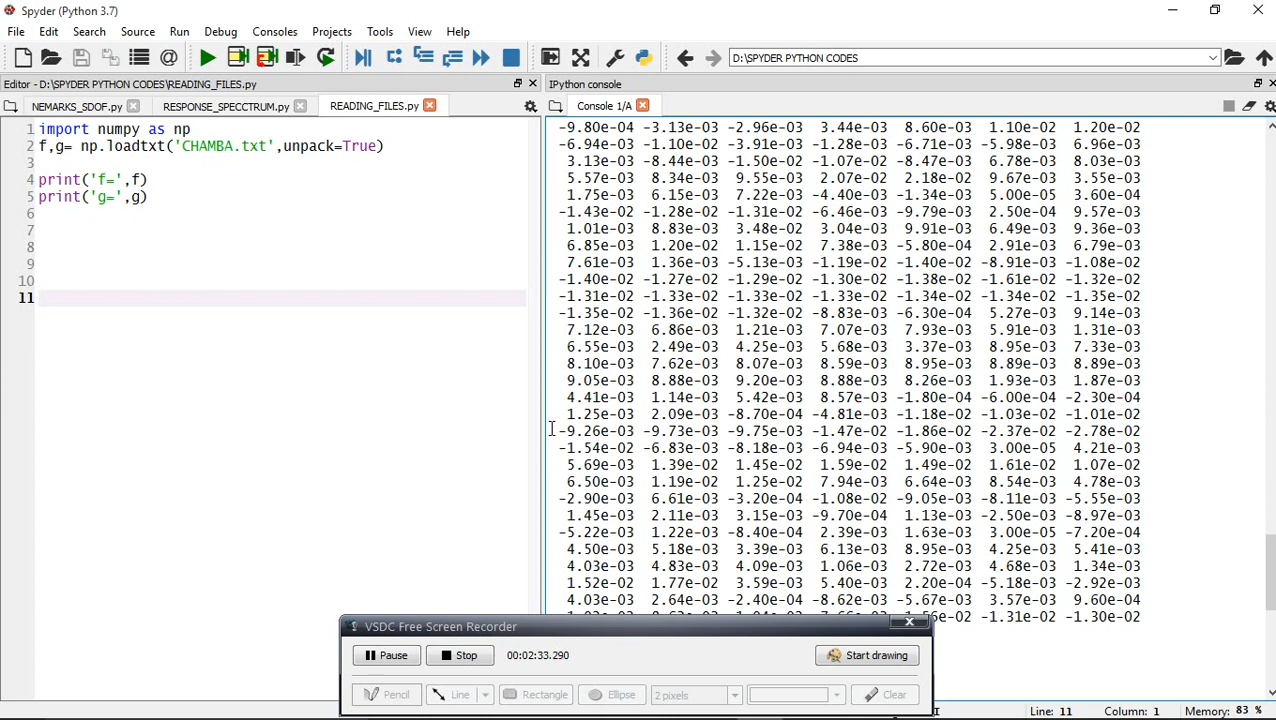 Spyder (Python 3.7)
File Edit Search Source Run Debug Consoles Projects Tools View Help
D:\SPYDER PYTHON CODES
Editor - D:\SPYDER PYTHON CODES\READING_FILES.py
IPython console
NEMARKS_SDOF.py RESPONSE_SPECCTRUM.py READING_FILES.py
Console 1/A
1 import numpy as np
2 f,g= np.loadtxt('CHAMBA.txt',unpack=True)
3
4 print('f=',f)
5 print('g=',g)
6
7
8
9
10
11
-9.80e-04 -3.13e-03 -2.96e-03 3.44e-03 8.60e-03 1.10e-02 1.20e-02
-6.94e-03 -1.10e-02 -3.91e-03 -1.28e-03 -6.71e-03 -5.98e-03 6.96e-03
3.13e-03 -8.44e-03 -1.50e-02 -1.07e-02 -8.47e-03 6.78e-03 8.03e-03
5.57e-03 8.34e-03 9.55e-03 2.07e-02 2.18e-02 9.67e-03 3.55e-03
1.75e-03 6.15e-03 7.22e-03 -4.40e-03 -1.34e-03 5.00e-05 3.60e-04
-1.43e-02 -1.28e-02 -1.31e-02 -6.46e-03 -9.79e-03 2.50e-04 9.57e-03
1.01e-03 8.83e-03 3.48e-02 3.04e-03 9.91e-03 6.49e-03 9.36e-03
6.85e-03 1.20e-02 1.15e-02 7.38e-03 -5.80e-04 2.91e-03 6.79e-03
7.61e-03 1.36e-03 -5.13e-03 -1.19e-02 -1.40e-02 -8.91e-03 -1.08e-02
-1.40e-02 -1.27e-02 -1.29e-02 -1.30e-02 -1.38e-02 -1.61e-02 -1.32e-02
-1.31e-02 -1.33e-02 -1.33e-02 -1.33e-02 -1.34e-02 -1.34e-02 -1.35e-02
-1.35e-02 -1.36e-02 -1.32e-02 -8.83e-03 -6.30e-04 5.27e-03 9.14e-03
7.12e-03 6.86e-03 1.21e-03 7.07e-03 7.93e-03 5.91e-03 1.31e-03
6.55e-03 2.49e-03 4.25e-03 5.68e-03 3.37e-03 8.95e-03 7.33e-03
8.10e-03 7.62e-03 8.07e-03 8.59e-03 8.95e-03 8.89e-03 8.89e-03
9.05e-03 8.88e-03 9.20e-03 8.88e-03 8.26e-03 1.93e-03 1.87e-03
4.41e-03 1.14e-03 5.42e-03 8.57e-03 -1.80e-04 -6.00e-04 -2.30e-04
1.25e-03 2.09e-03 -8.70e-04 -4.81e-03 -1.18e-02 -1.03e-02 -1.01e-02
-9.26e-03 -9.73e-03 -9.75e-03 -1.47e-02 -1.86e-02 -2.37e-02 -2.78e-02
-1.54e-02 -6.83e-03 -8.18e-03 -6.94e-03 -5.90e-03 3.00e-05 4.21e-03
5.69e-03 1.39e-02 1.45e-02 1.59e-02 1.49e-02 1.61e-02 1.07e-02
6.50e-03 1.19e-02 1.25e-02 7.94e-03 6.64e-03 8.54e-03 4.78e-03
-2.90e-03 6.61e-03 -3.20e-04 -1.08e-02 -9.05e-03 -8.11e-03 -5.55e-03
1.45e-03 2.11e-03 3.15e-03 -9.70e-04 1.13e-03 -2.50e-03 -8.97e-03
-5.22e-03 1.22e-03 -8.40e-04 2.39e-03 1.63e-03 3.00e-05 -7.20e-04
4.50e-03 5.18e-03 3.39e-03 6.13e-03 8.95e-03 4.25e-03 5.41e-03
4.03e-03 4.83e-03 4.09e-03 1.06e-03 2.72e-03 4.68e-03 1.34e-03
1.52e-02 1.77e-02 3.59e-03 5.40e-03 2.20e-04 -5.18e-03 -2.92e-03
4.03e-03 2.64e-03 -2.40e-04 -8.62e-03 -5.67e-03 3.57e-03 9.60e-04
-1.31e-02 -1.30e-02
VSDC Free Screen Recorder
Pause Stop 00:02:33.290 Start drawing
Pencil Line Rectangle Ellipse 2 pixels Clear
Line: 11 Column: 1 Memory: 83 %